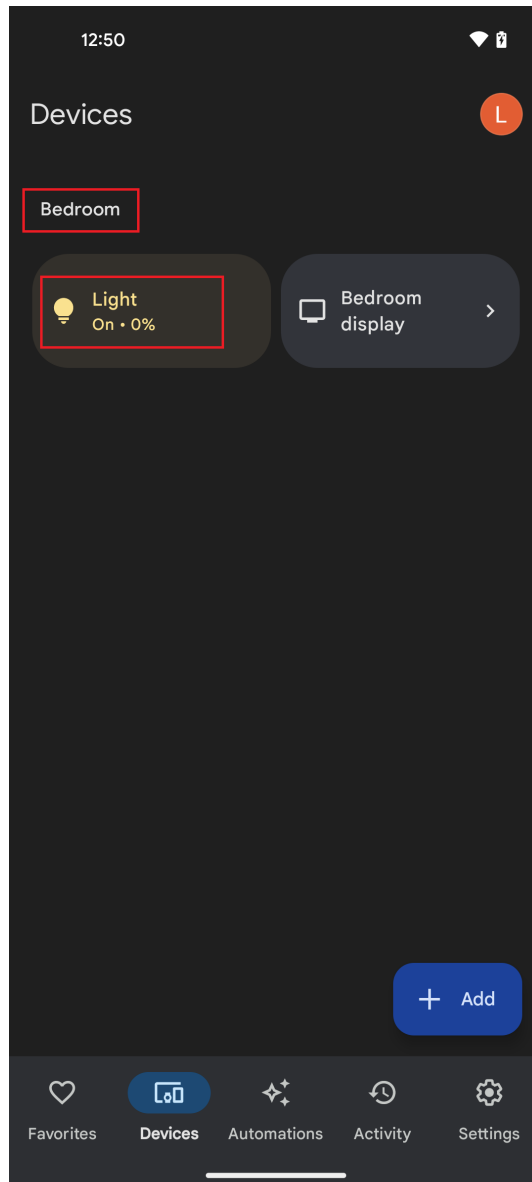 12:50
Devices
L
Bedroom
Light
On • 0%
Bedroom
display
Add
Favorites
Devices
Automations
Activity
Settings